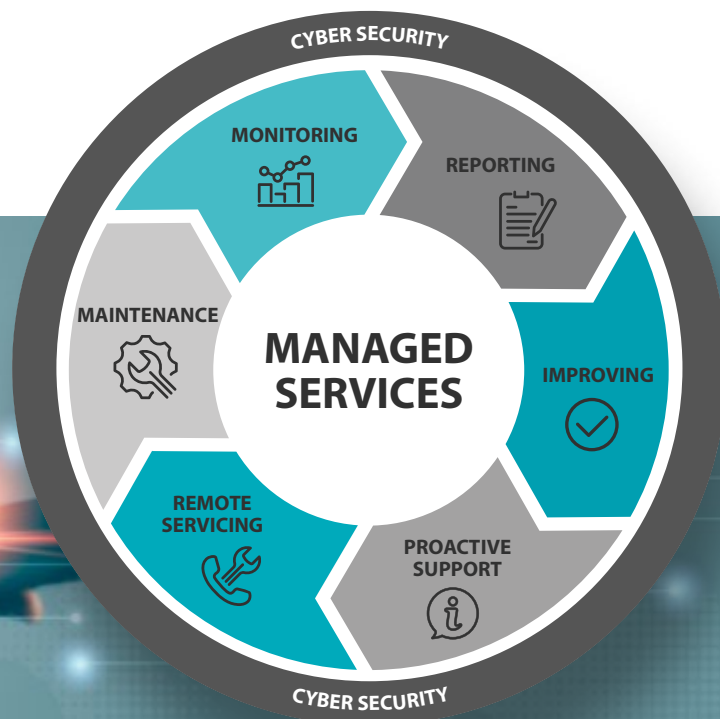 CYBER SECURITY
MONITORING
REPORTING
MAINTENANCE
MANAGED
SERVICES
IMPROVING
REMOTE
SERVICING
PROACTIVE
SUPPORT
CYBER SECURITY